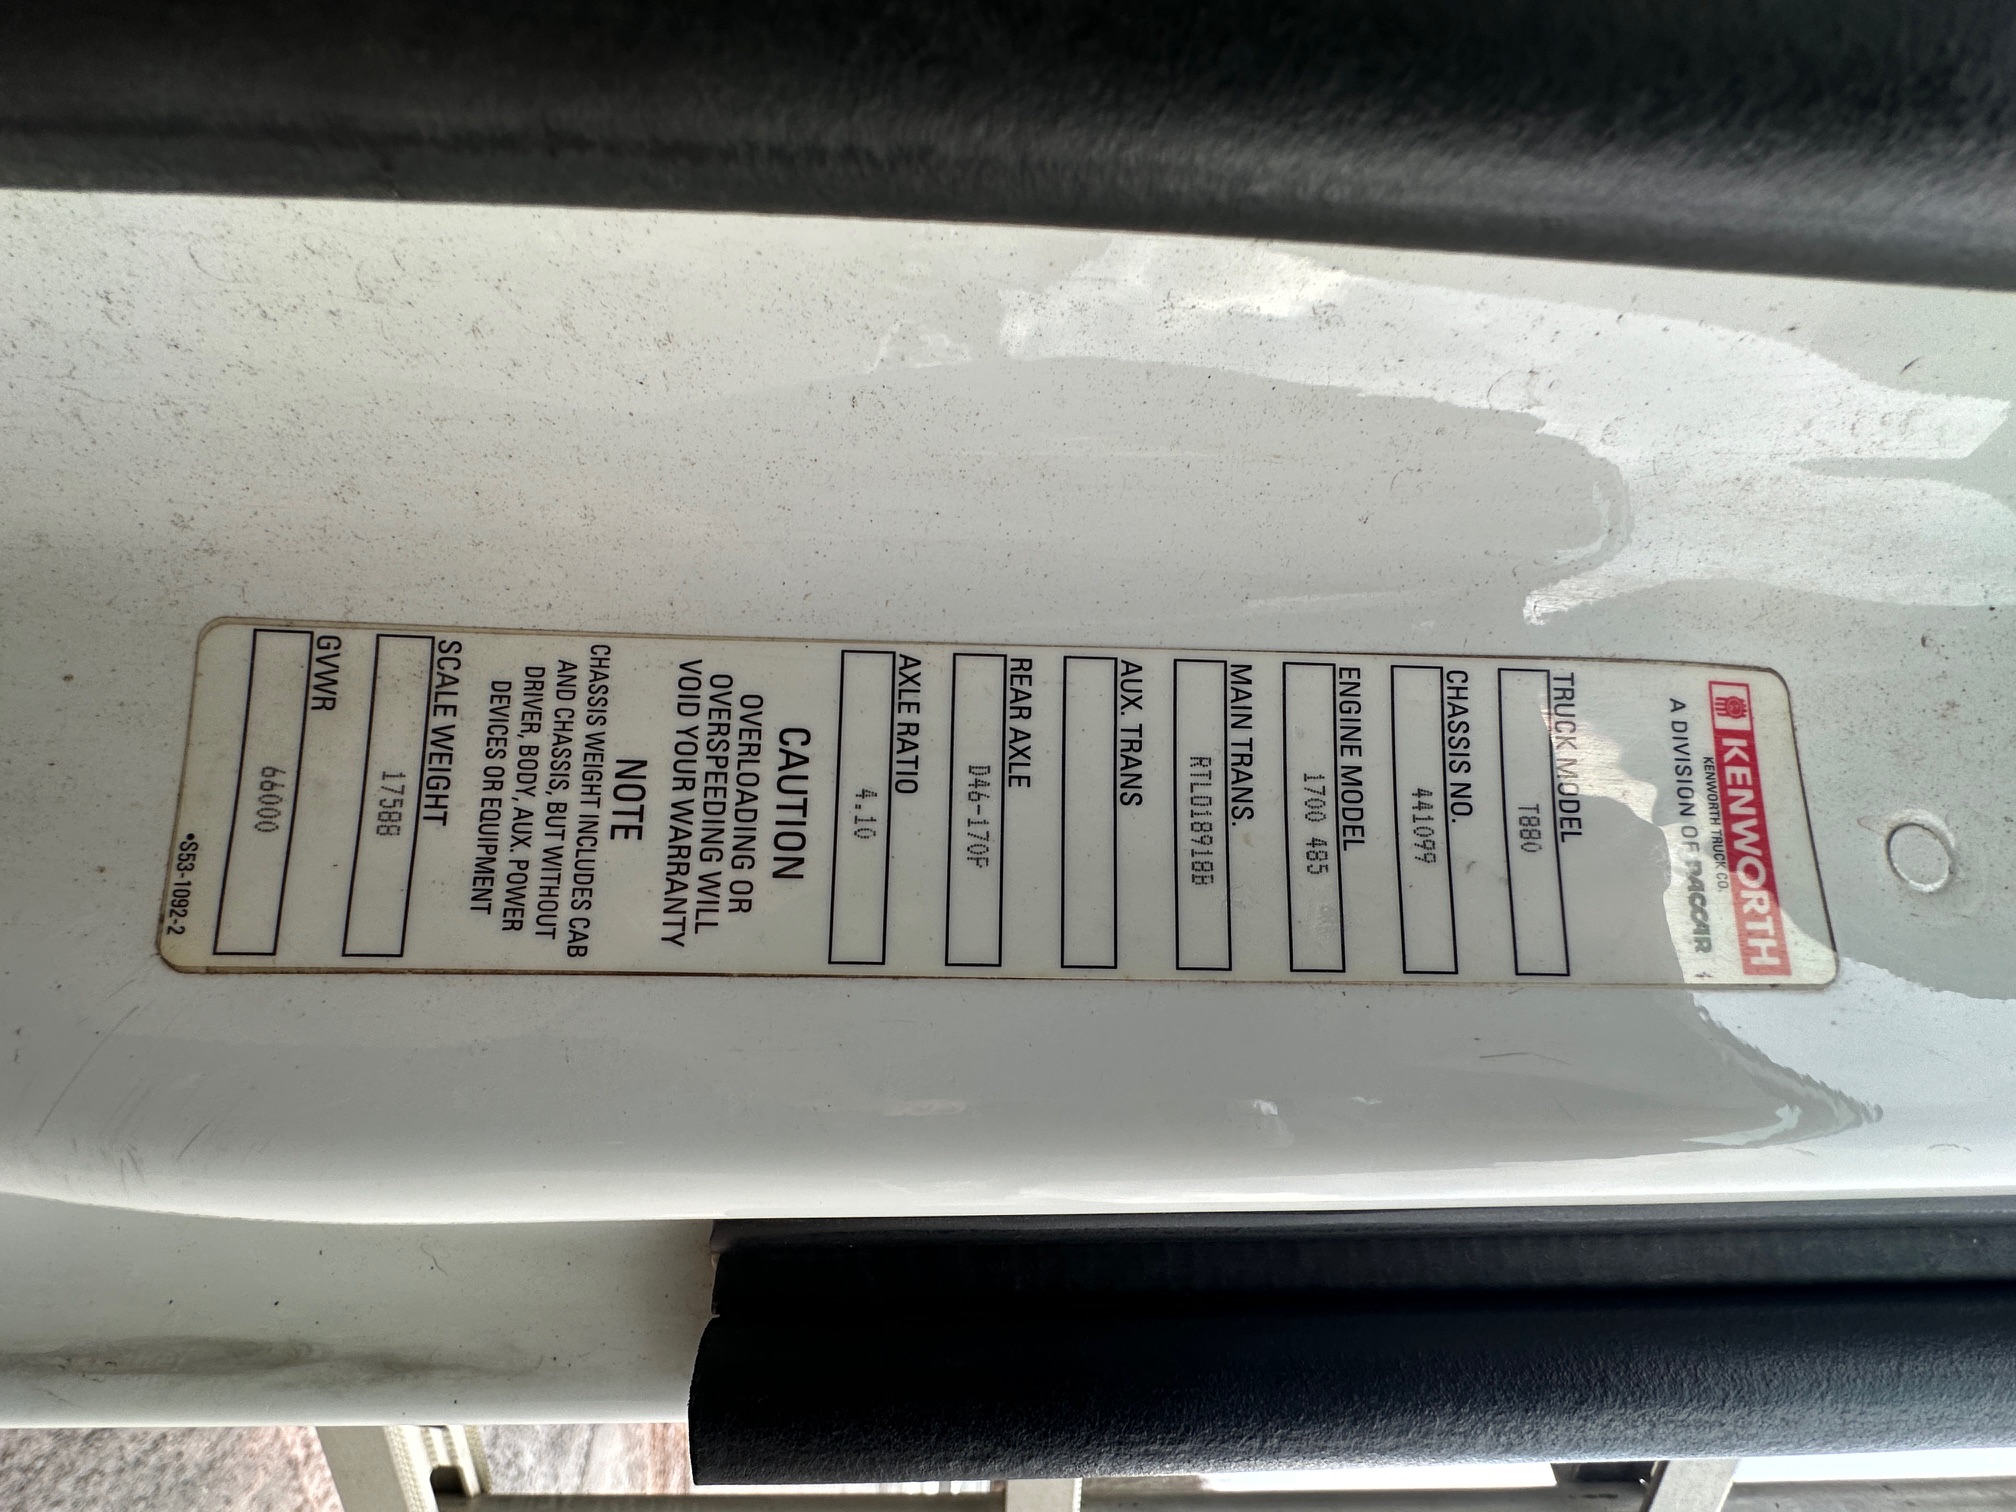 KENWORTH
KENWORTH TRUCK CO.
A DIVISION OF PACCAR
TRUCK MODEL
T880
CHASSIS NO.
441099
ENGINE MODEL
1700 485
MAIN TRANS.
RTLO18918B
AUX. TRANS
REAR AXLE
D46-170P
AXLE RATIO
4.10
CAUTION
OVERLOADING OR
OVERSPEEDING WILL
VOID YOUR WARRANTY
NOTE
CHASSIS WEIGHT INCLUDES CAB
AND CHASSIS, BUT WITHOUT
DRIVER, BODY, AUX. POWER
DEVICES OR EQUIPMENT
SCALE WEIGHT
17588
GVWR
66000
•S53-1092-2